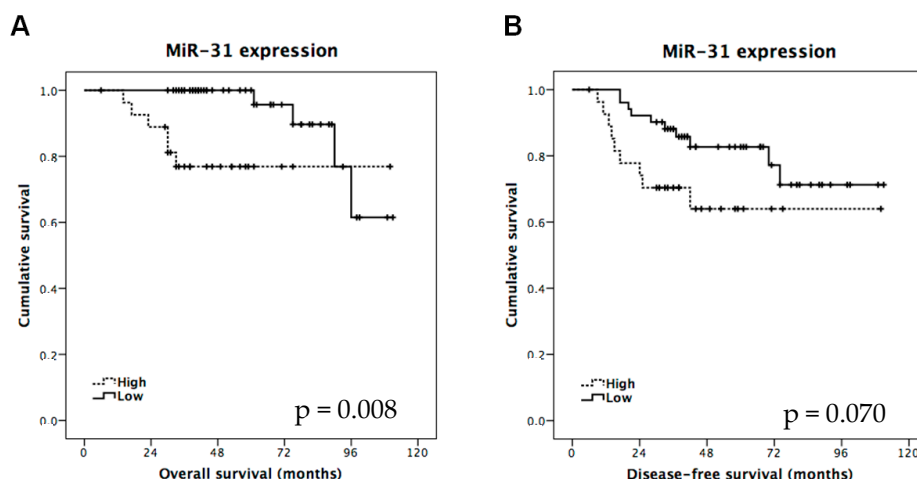 A
MiR-31 expression
Cumulative survival
1.0
0.8
0.6
0.4
0.2
0.0
High
Low
p = 0.008
0 24 48 72 96 120
Overall survival (months)
B
MiR-31 expression
Cumulative survival
1.0
0.8
0.6
0.4
0.2
0.0
High
Low
p = 0.070
0 24 48 72 96 120
Disease-free survival (months)